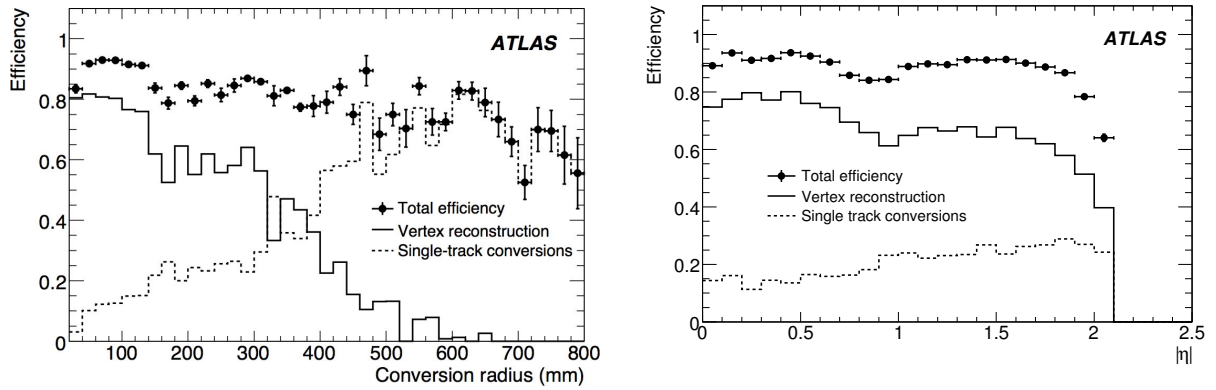 Efficiency
1
0.8
0.6
0.4
0.2
0
ATLAS
Total efficiency
Vertex reconstruction
Single-track conversions
100 200 300 400 500 600 700 800
Conversion radius (mm)
Efficiency
1
0.8
0.6
0.4
0.2
0
ATLAS
Total efficiency
Vertex reconstruction
Single track conversions
0 0.5 1 1.5 2 2.5
|η|